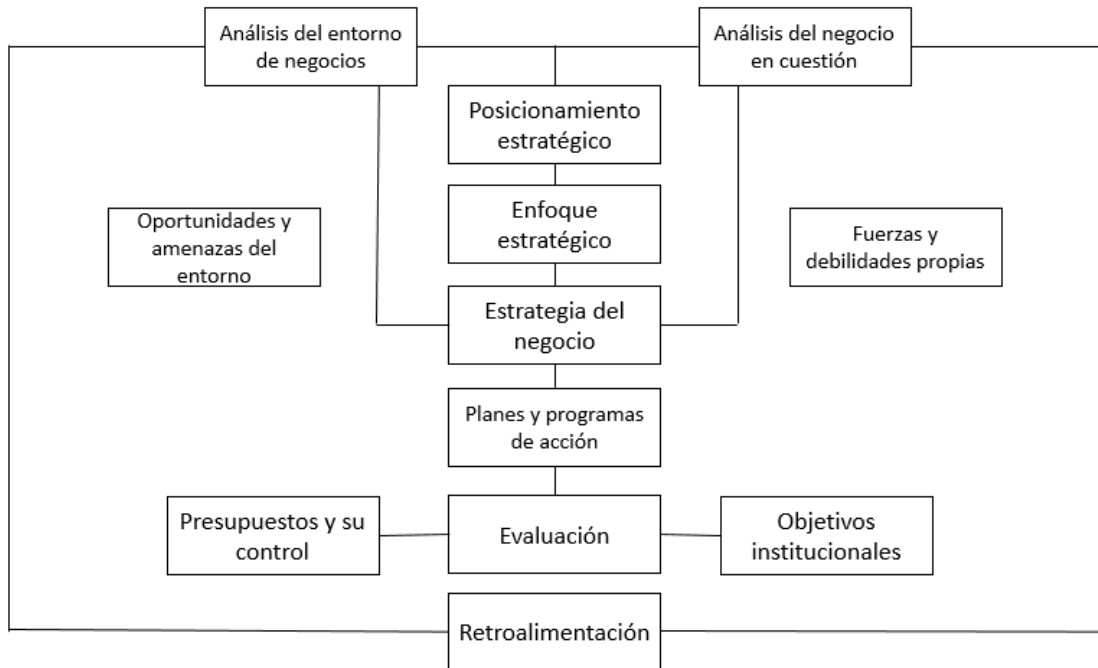 Análisis del entorno
de negocios
Análisis del negocio
en cuestión
Posicionamiento
estratégico
Enfoque
estratégico
Oportunidades y
amenazas del
entorno
Fuerzas y
debilidades propias
Estrategia del
negocio
Planes y programas
de acción
Presupuestos y su
control
Evaluación
Objetivos
institucionales
Retroalimentación